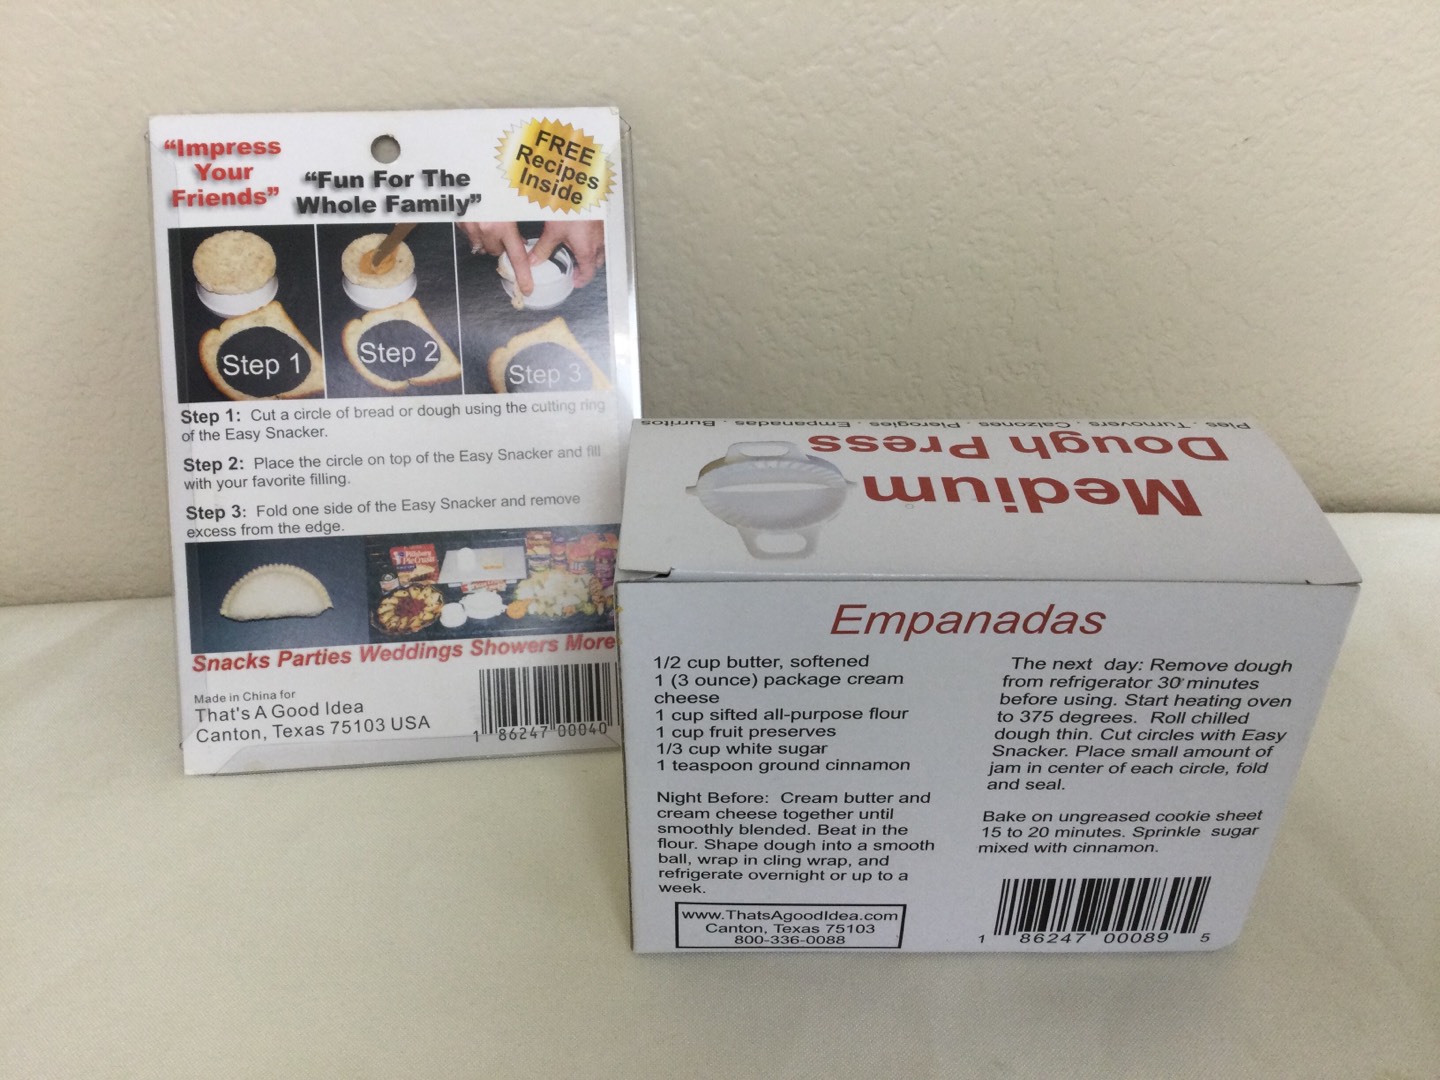 "Impress
Your
Friends"
"Fun For The
Whole Family"
FREE
Recipes
Inside
Step 1
Step 2
Step 3
Step 1: Cut a circle of bread or dough using the cutting ring
of the Easy Snacker.
Step 2: Place the circle on top of the Easy Snacker and fill
with your favorite filling.
Step 3: Fold one side of the Easy Snacker and remove
excess from the edge.
Snacks Parties Weddings Showers More
Made in China for
That's A Good Idea
Canton, Texas 75103 USA
1 86247 00040
Medium
Dough Press
Pies . Turnovers . Calzones . Pierogies . Empanadas . Burritos
Empanadas
1/2 cup butter, softened
1 (3 ounce) package cream
cheese
1 cup sifted all-purpose flour
1 cup fruit preserves
1/3 cup white sugar
1 teaspoon ground cinnamon
Night Before: Cream butter and
cream cheese together until
smoothly blended. Beat in the
flour. Shape dough into a smooth
ball, wrap in cling wrap, and
refrigerate overnight or up to a
week.
www.ThatsAgoodIdea.com
Canton, Texas 75103
800-336-0088
The next day: Remove dough
from refrigerator 30 minutes
before using. Start heating oven
to 375 degrees. Roll chilled
dough thin. Cut circles with Easy
Snacker. Place small amount of
jam in center of each circle, fold
and seal.
Bake on ungreased cookie sheet
15 to 20 minutes. Sprinkle sugar
mixed with cinnamon.
1 86247 00089 5